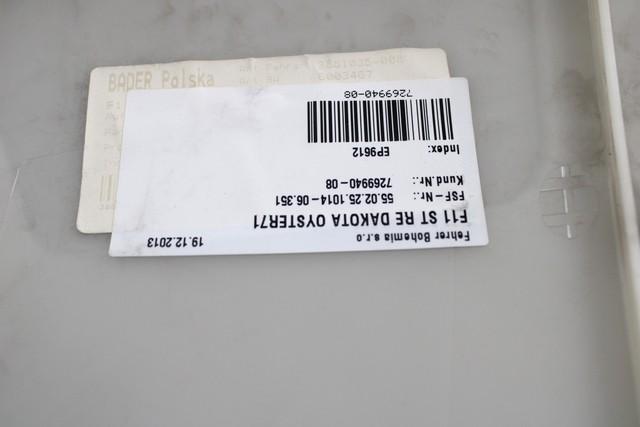 Fehrer Bohemia s.r.o
19.12.2013
F11 ST RE DAKOTA OYSTER71
FSF-Nr.: 55.02.25.1014-06.351
Kund.Nr.: 7269940-08
Index: EP9612
7269940-08
BADER Polska
6003467